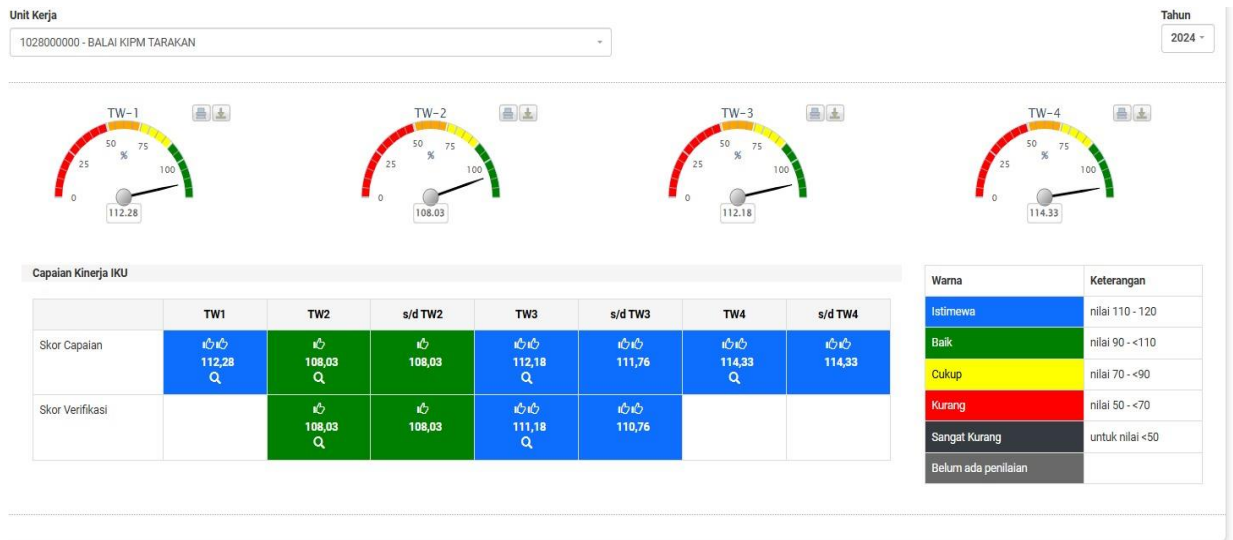 Unit Kerja
Tahun
1028000000 - BALAI KIPM TARAKAN
2024
TW-1
TW-2
TW-3
TW-4
0 25 50 75 100
%
112.28
0 25 50 75 100
%
108.03
0 25 50 75 100
%
112.18
0 25 50 75 100
%
114.33
Capaian Kinerja IKU
TW1 TW2 s/d TW2 TW3 s/d TW3 TW4 s/d TW4
Skor Capaian
112,28 108,03 108,03 112,18 111,76 114,33 114,33
Skor Verifikasi
108,03 108,03 111,18 110,76
Warna Keterangan
Istimewa nilai 110 - 120
Baik nilai 90 - <110
Cukup nilai 70 - <90
Kurang nilai 50 - <70
Sangat Kurang untuk nilai <50
Belum ada penilaian